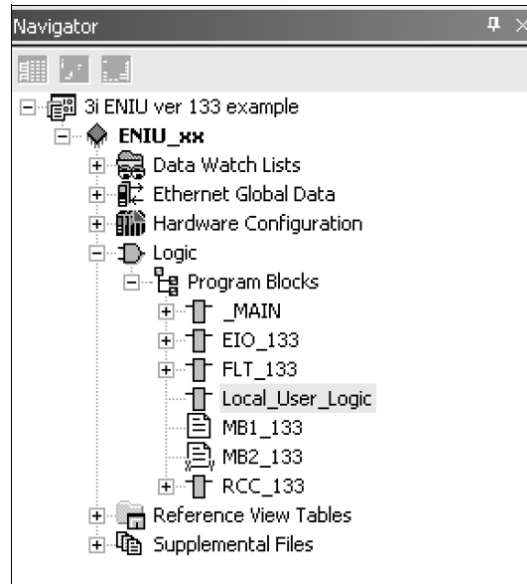 Navigator
3i ENIU ver 133 example
ENIU_xx
Data Watch Lists
Ethernet Global Data
Hardware Configuration
Logic
Program Blocks
_MAIN
EIO_133
FLT_133
Local_User_Logic
MB1_133
MB2_133
RCC_133
Reference View Tables
Supplemental Files